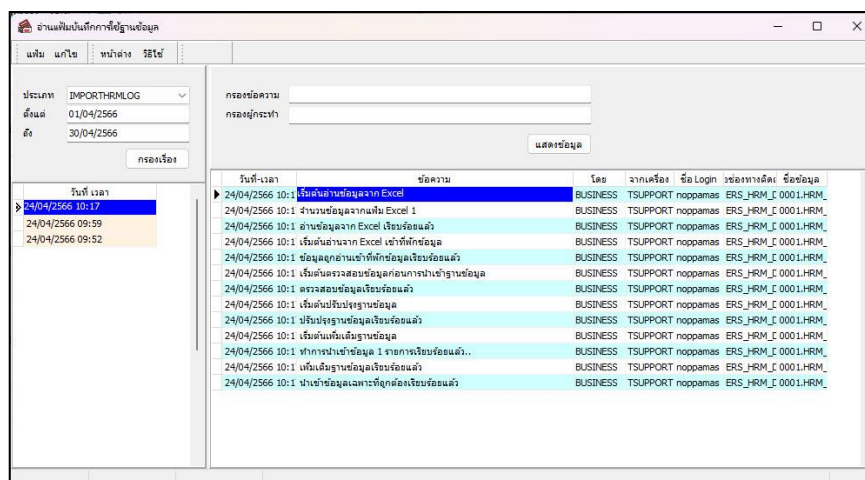 อ่านแฟ้มบันทึกการใช้ฐานข้อมูล
แฟ้ม แก้ไข หน้าต่าง วิธีใช้
ประเภท IMPORTHRMLOG
ตั้งแต่ 01/04/2566
ถึง 30/04/2566
กรองเรื่อง
กรองข้อความ
กรองผู้กระทำ
แสดงข้อมูล
วันที่ เวลา
24/04/2566 10:17
24/04/2566 09:59
24/04/2566 09:52
วันที่-เวลา ข้อความ โดย จากเครื่อง ชื่อ Login ช่องทางติดต่ ชื่อข้อมูล
24/04/2566 10:1 เริ่มต้นอ่านข้อมูลจาก Excel BUSINESS TSUPPORT noppamas ERS_HRM_D 0001.HRM_
24/04/2566 10:1 จำนวนข้อมูลจากแฟ้ม Excel 1 BUSINESS TSUPPORT noppamas ERS_HRM_D 0001.HRM_
24/04/2566 10:1 อ่านข้อมูลจาก Excel เรียบร้อยแล้ว BUSINESS TSUPPORT noppamas ERS_HRM_D 0001.HRM_
24/04/2566 10:1 เริ่มต้นอ่านจาก Excel เข้าที่พักข้อมูล BUSINESS TSUPPORT noppamas ERS_HRM_D 0001.HRM_
24/04/2566 10:1 ข้อมูลถูกอ่านเข้าที่พักข้อมูลเรียบร้อยแล้ว BUSINESS TSUPPORT noppamas ERS_HRM_D 0001.HRM_
24/04/2566 10:1 เริ่มต้นตรวจสอบข้อมูลก่อนการนำเข้าฐานข้อมูล BUSINESS TSUPPORT noppamas ERS_HRM_D 0001.HRM_
24/04/2566 10:1 ตรวจสอบข้อมูลเรียบร้อยแล้ว BUSINESS TSUPPORT noppamas ERS_HRM_D 0001.HRM_
24/04/2566 10:1 เริ่มต้นปรับปรุงฐานข้อมูล BUSINESS TSUPPORT noppamas ERS_HRM_D 0001.HRM_
24/04/2566 10:1 ปรับปรุงฐานข้อมูลเรียบร้อยแล้ว BUSINESS TSUPPORT noppamas ERS_HRM_D 0001.HRM_
24/04/2566 10:1 เริ่มต้นเพิ่มเติมฐานข้อมูล BUSINESS TSUPPORT noppamas ERS_HRM_D 0001.HRM_
24/04/2566 10:1 ทำการนำเข้าข้อมูล 1 รายการเรียบร้อยแล้ว.. BUSINESS TSUPPORT noppamas ERS_HRM_D 0001.HRM_
24/04/2566 10:1 เพิ่มเติมฐานข้อมูลเรียบร้อยแล้ว BUSINESS TSUPPORT noppamas ERS_HRM_D 0001.HRM_
24/04/2566 10:1 นำเข้าข้อมูลเฉพาะที่ถูกต้องเรียบร้อยแล้ว BUSINESS TSUPPORT noppamas ERS_HRM_D 0001.HRM_